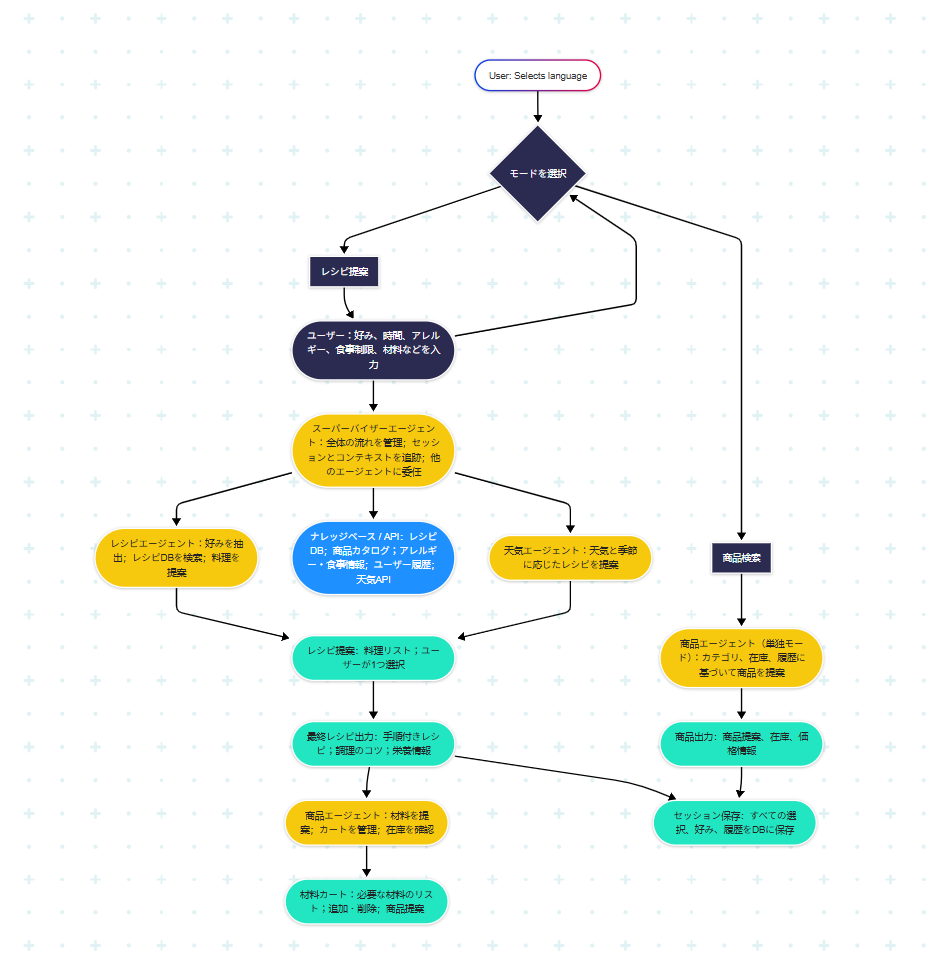 User: Selects language
モードを選択
レシピ提案
ユーザー：好み、時間、アレル
ギー、食事制限、材料などを入
力
スーパーバイザーエージェン
ト：全体の流れを管理；セッシ
ョンとコンテキストを追跡；他
のエージェントに委任
レシピエージェント：好みを抽
出；レシピDBを検索；料理を
提案
ナレッジベース / API：レシピ
DB；商品カタログ；アレルギ
ー・食事情報；ユーザー履歴；
天気API
天気エージェント：天気と季節
に応じたレシピを提案
商品検索
レシピ提案：料理リスト；ユー
ザーが1つ選択
商品エージェント（単独モー
ド）：カテゴリ、在庫、履歴に
基づいて商品を提案
最終レシピ出力：手順付きレシ
ピ；調理のコツ；栄養情報
商品出力：商品提案、在庫、価
格情報
商品エージェント：材料を提
案；カートを管理；在庫を確認
セッション保存：すべての選
択、好み、履歴をDBに保存
材料カート：必要な材料のリス
ト；追加・削除；商品提案